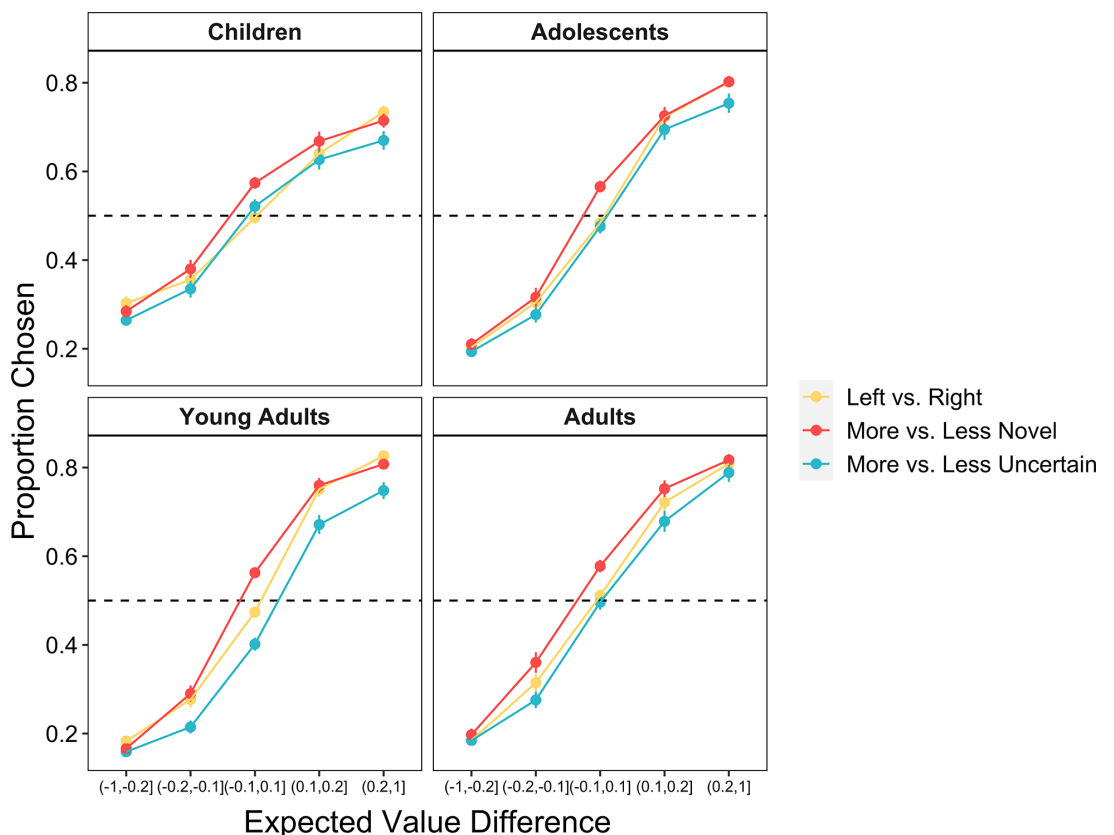 Children
Adolescents
0.8
0.6
0.4
0.2
Young Adults
Adults
0.8
0.6
0.4
0.2
(-1,-0.2]
(-0.2,-0.1]
(-0.1,0.1]
(0.1,0.2]
(0.2,1]
(-1,-0.2]
(-0.2,-0.1]
(-0.1,0.1]
(0.1,0.2]
(0.2,1]
Proportion Chosen
Expected Value Difference
Left vs. Right
More vs. Less Novel
More vs. Less Uncertain